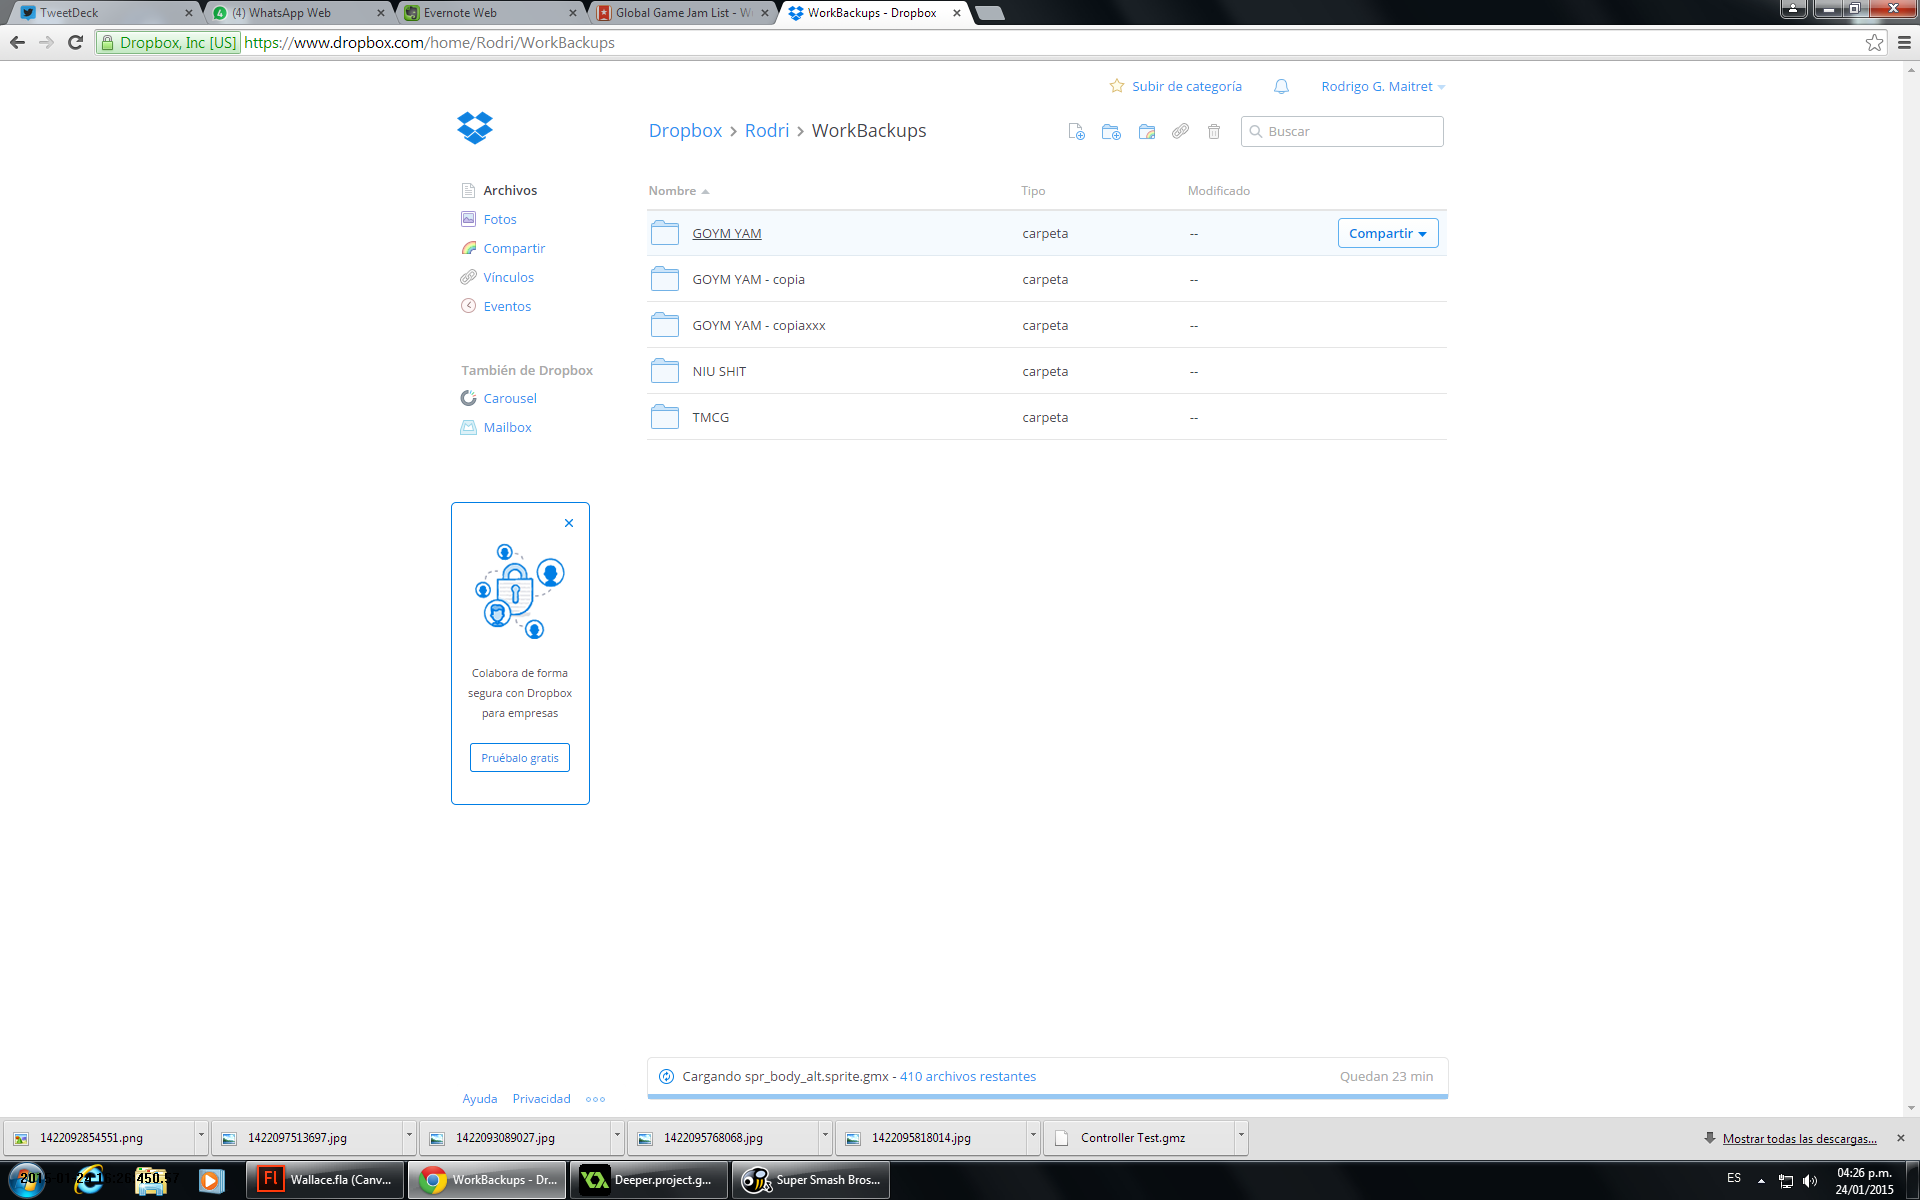 TweetDeck
(4) WhatsApp Web
Evernote Web
Global Game Jam List - W
WorkBackups - Dropbox
Dropbox, Inc [US] https://www.dropbox.com/home/Rodri/WorkBackups
Subir de categoría
Rodrigo G. Maitret
Dropbox › Rodri › WorkBackups
Buscar
Archivos
Fotos
Compartir
Vínculos
Eventos
También de Dropbox
Carousel
Mailbox
Nombre Tipo Modificado
GOYM YAM carpeta -- Compartir
GOYM YAM - copia carpeta --
GOYM YAM - copiaxxx carpeta --
NIU SHIT carpeta --
TMCG carpeta --
Colabora de forma
segura con Dropbox
para empresas
Pruébalo gratis
Cargando spr_body_alt.sprite.gmx - 410 archivos restantes Quedan 23 min
Ayuda Privacidad
1422092854551.png
1422097513697.jpg
1422093089027.jpg
1422095768068.jpg
1422095818014.jpg
Controller Test.gmz
Mostrar todas las descargas...
Fl Wallace.fla (Canv...
WorkBackups - Dr...
Deeper.project.g...
Super Smash Bros...
ES
04:26 p.m.
24/01/2015